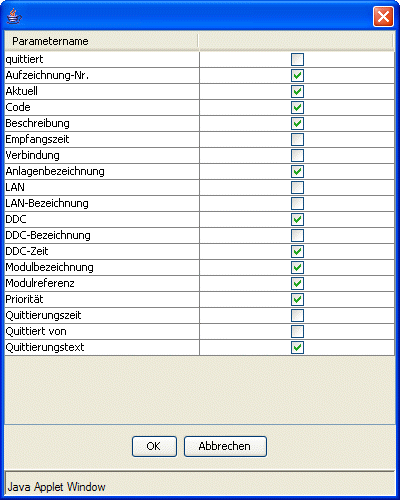 Parametername
quittiert
Aufzeichnung-Nr.
Aktuell
Code
Beschreibung
Empfangszeit
Verbindung
Anlagenbezeichnung
LAN
LAN-Bezeichnung
DDC
DDC-Bezeichnung
DDC-Zeit
Modulbezeichnung
Modulreferenz
Priorität
Quittierungszeit
Quittiert von
Quittierungstext
OK Abbrechen
Java Applet Window